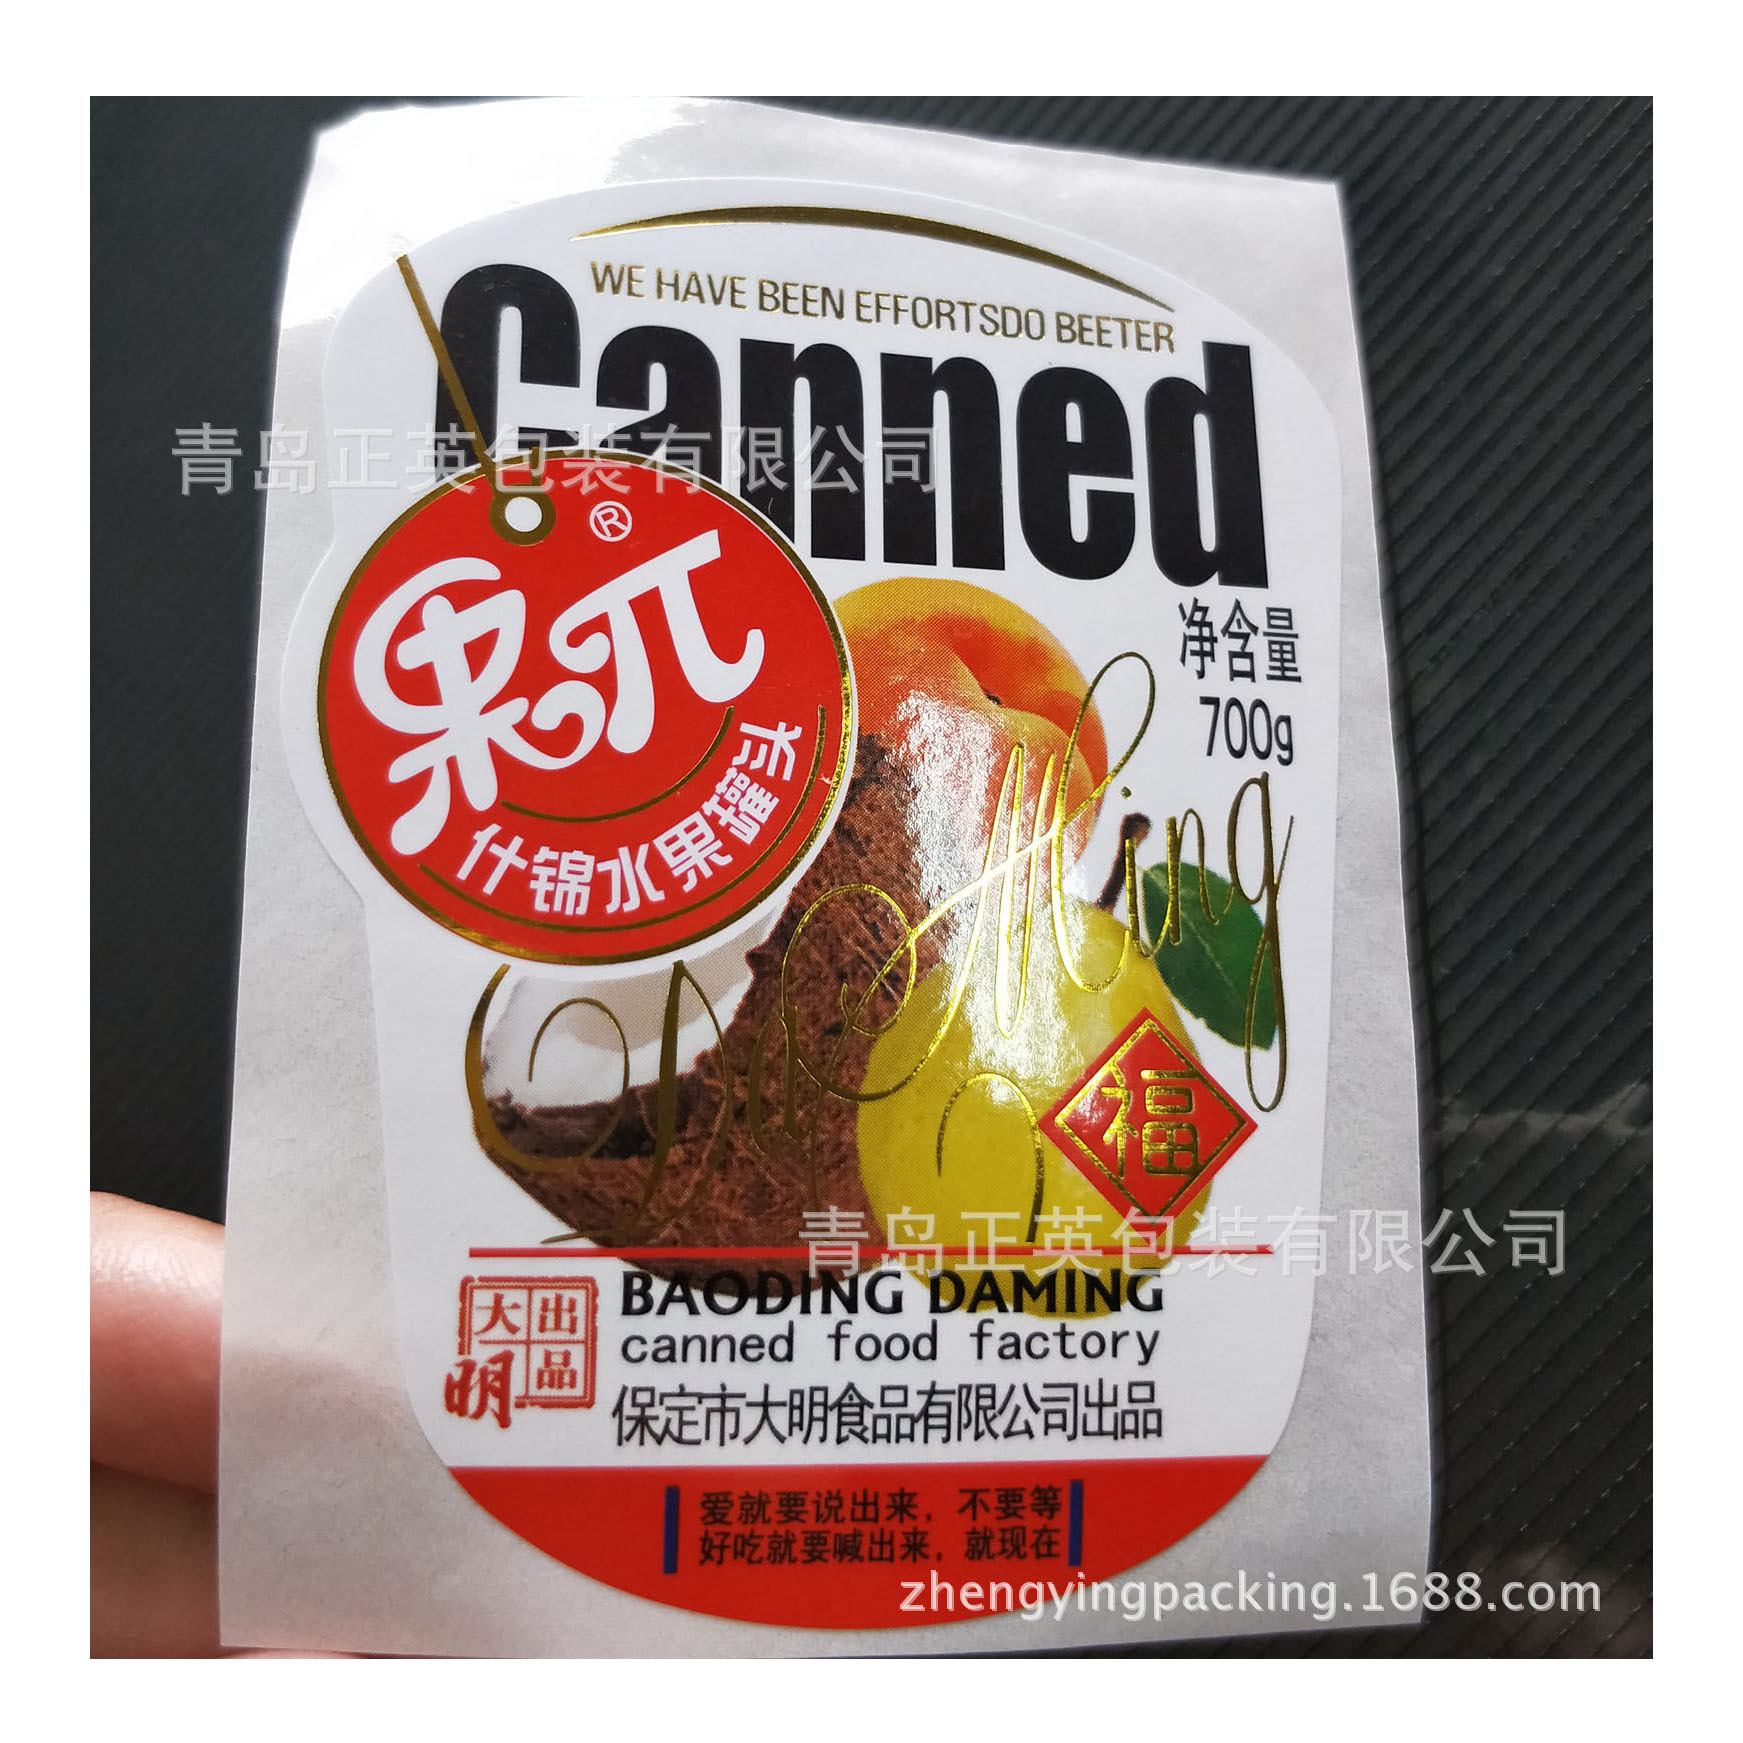 WE HAVE BEEN EFFORTSDO BEETER
Canned
青岛正英包装有限公司
®
果π
什锦水果罐头
净含量
700g
Da Ming
福
青岛正英包装有限公司
大明
出品
BAODING DAMING
canned food factory
保定市大明食品有限公司出品
爱就要说出来，不要等
好吃就要喊出来，就现在
zhengyingpacking.1688.com